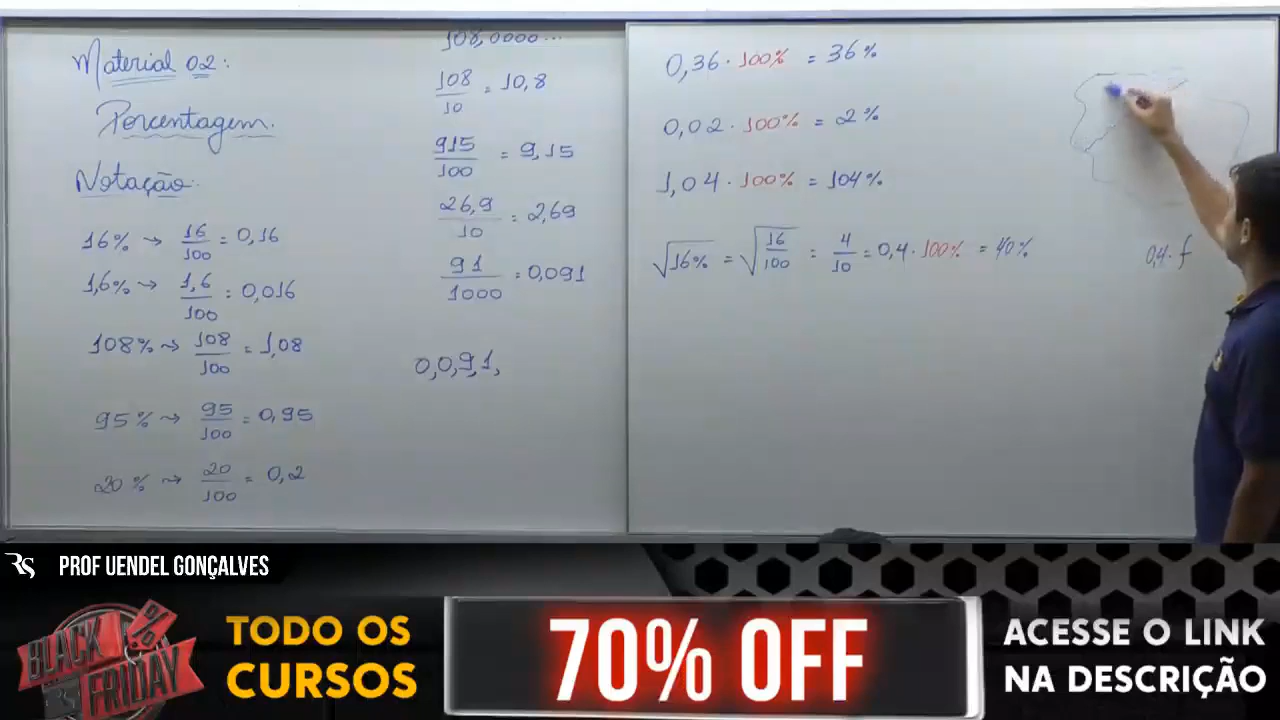 Material 02:
Porcentagem.
Notação:
16% → 16/100 = 0,16
1,6% → 1,6/100 = 0,016
108% → 108/100 = 1,08
95% → 95/100 = 0,95
20% → 20/100 = 0,2
108,0000...
108/10 = 10,8
915/100 = 9,15
26,9/10 = 2,69
91/1000 = 0,091
0,0,9,1,
0,36 · 100% = 36%
0,02 · 100% = 2%
1,04 · 100% = 104%
√16% = √16/100 = 4/10 = 0,4 · 100% = 40%
0,4 · f
RS PROF UENDEL GONÇALVES
BLACK FRIDAY
TODO OS CURSOS
70% OFF
ACESSE O LINK
NA DESCRIÇÃO